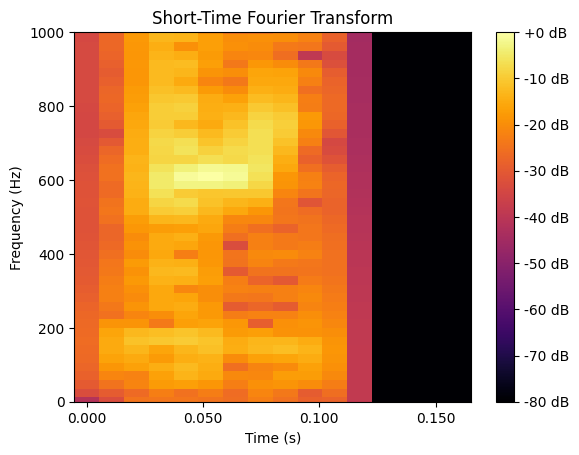 Short-Time Fourier Transform
1000
800
600
400
200
0
Frequency (Hz)
0.000
0.050
0.100
0.150
Time (s)
+0 dB
-10 dB
-20 dB
-30 dB
-40 dB
-50 dB
-60 dB
-70 dB
-80 dB